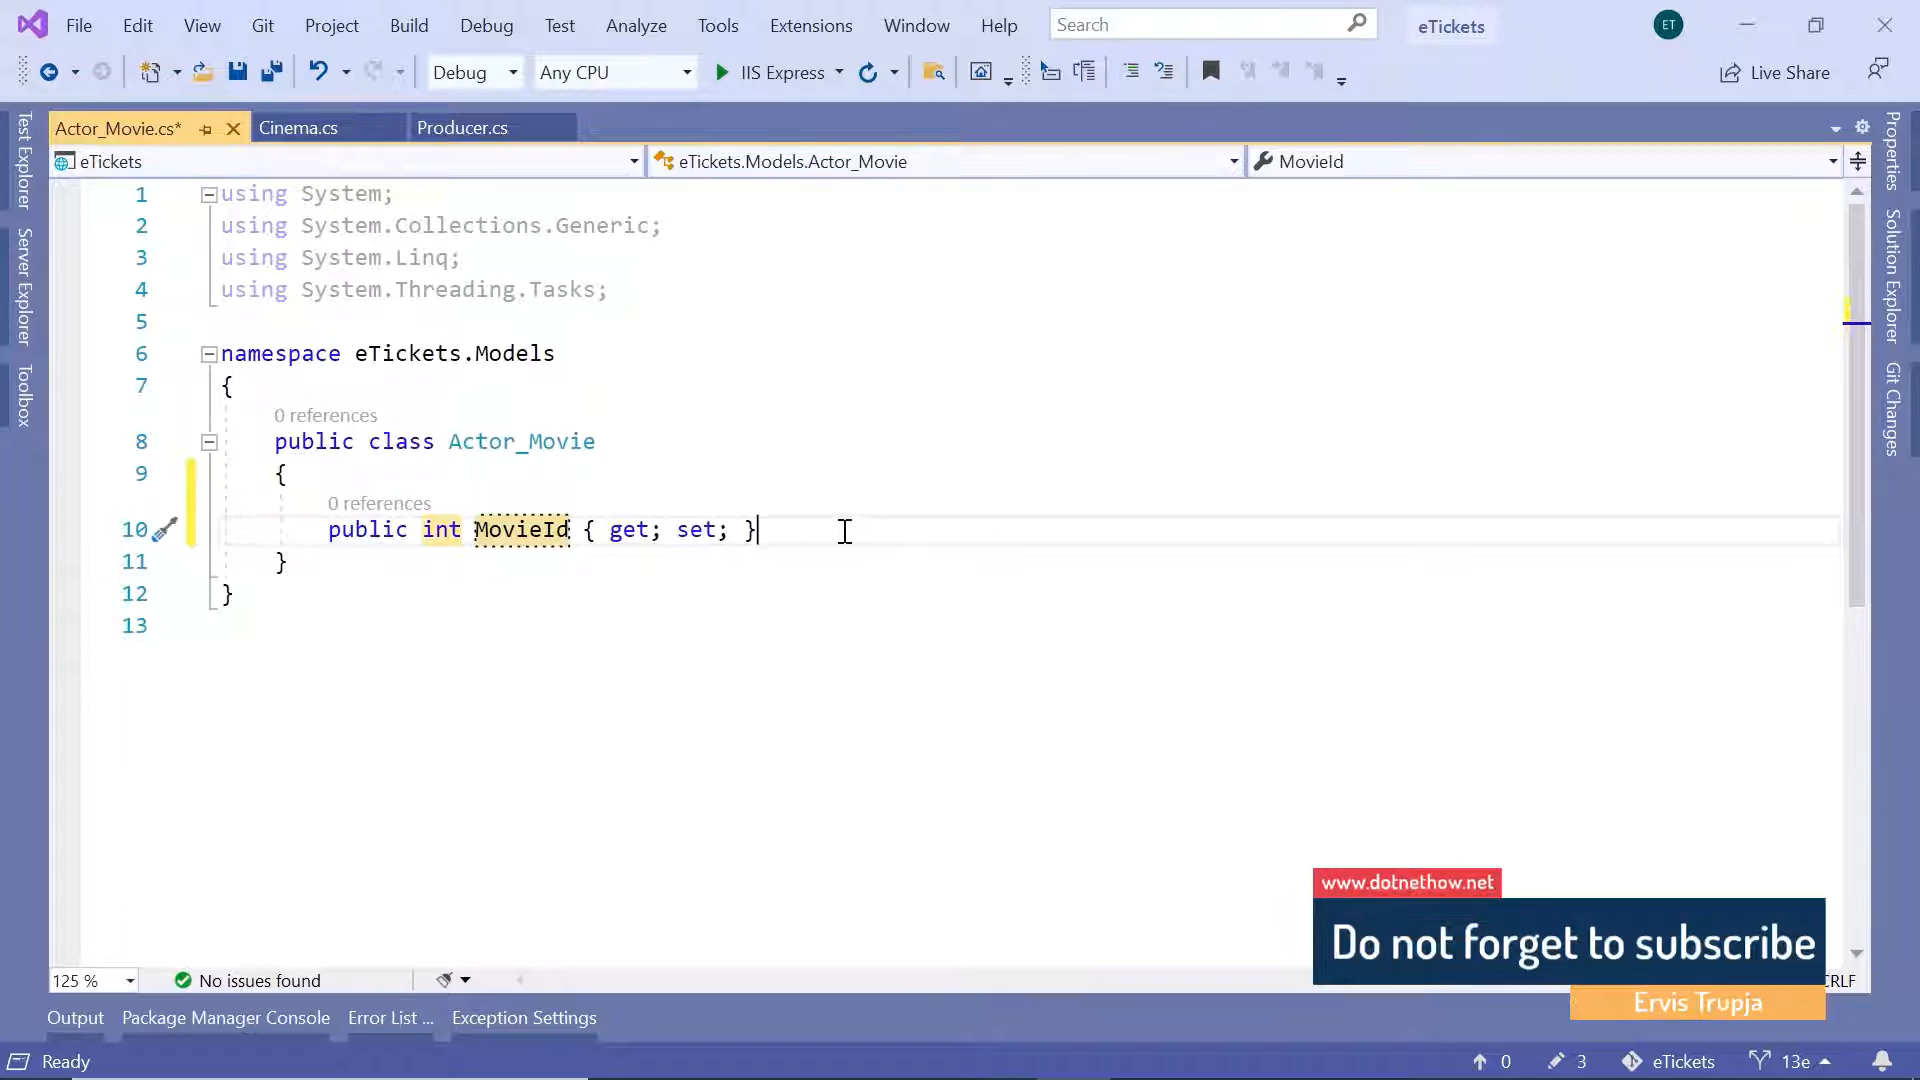 File Edit View Git Project Build Debug Test Analyze Tools Extensions Window Help Search eTickets ET
Debug Any CPU IIS Express Live Share
Actor_Movie.cs* Cinema.cs Producer.cs
eTickets eTickets.Models.Actor_Movie MovieId
Test Explorer
Server Explorer
Toolbox
1 using System;
2 using System.Collections.Generic;
3 using System.Linq;
4 using System.Threading.Tasks;
5
6 namespace eTickets.Models
7 {
0 references
8 public class Actor_Movie
9 {
0 references
10 public int MovieId { get; set; }
11 }
12 }
13
Properties
Solution Explorer
Git Changes
www.dotnethow.net
Do not forget to subscribe
Ervis Trupja
125 % No issues found CRLF
Output Package Manager Console Error List ... Exception Settings
Ready 0 3 eTickets 13e